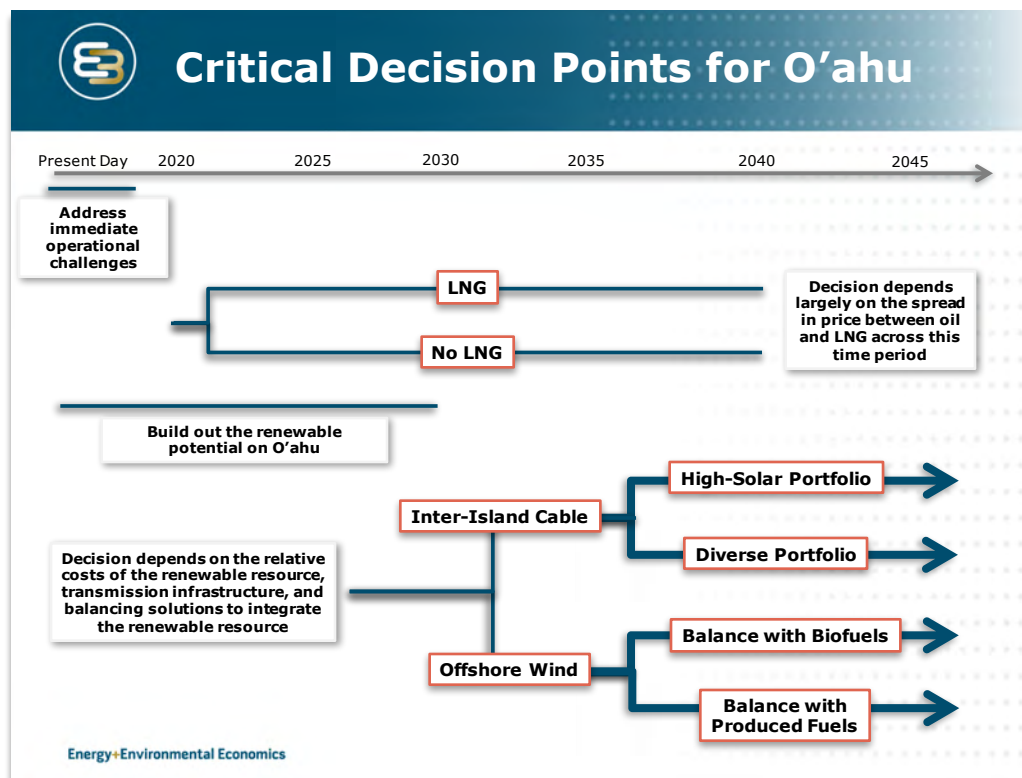 Critical Decision Points for O’ahu
Present Day 2020 2025 2030 2035 2040 2045
Address
immediate
operational
challenges
LNG
No LNG
Decision depends
largely on the spread
in price between oil
and LNG across this
time period
Build out the renewable
potential on O’ahu
High-Solar Portfolio
Inter-Island Cable
Diverse Portfolio
Decision depends on the relative
costs of the renewable resource,
transmission infrastructure, and
balancing solutions to integrate
the renewable resource
Balance with Biofuels
Offshore Wind
Balance with
Produced Fuels
Energy+Environmental Economics